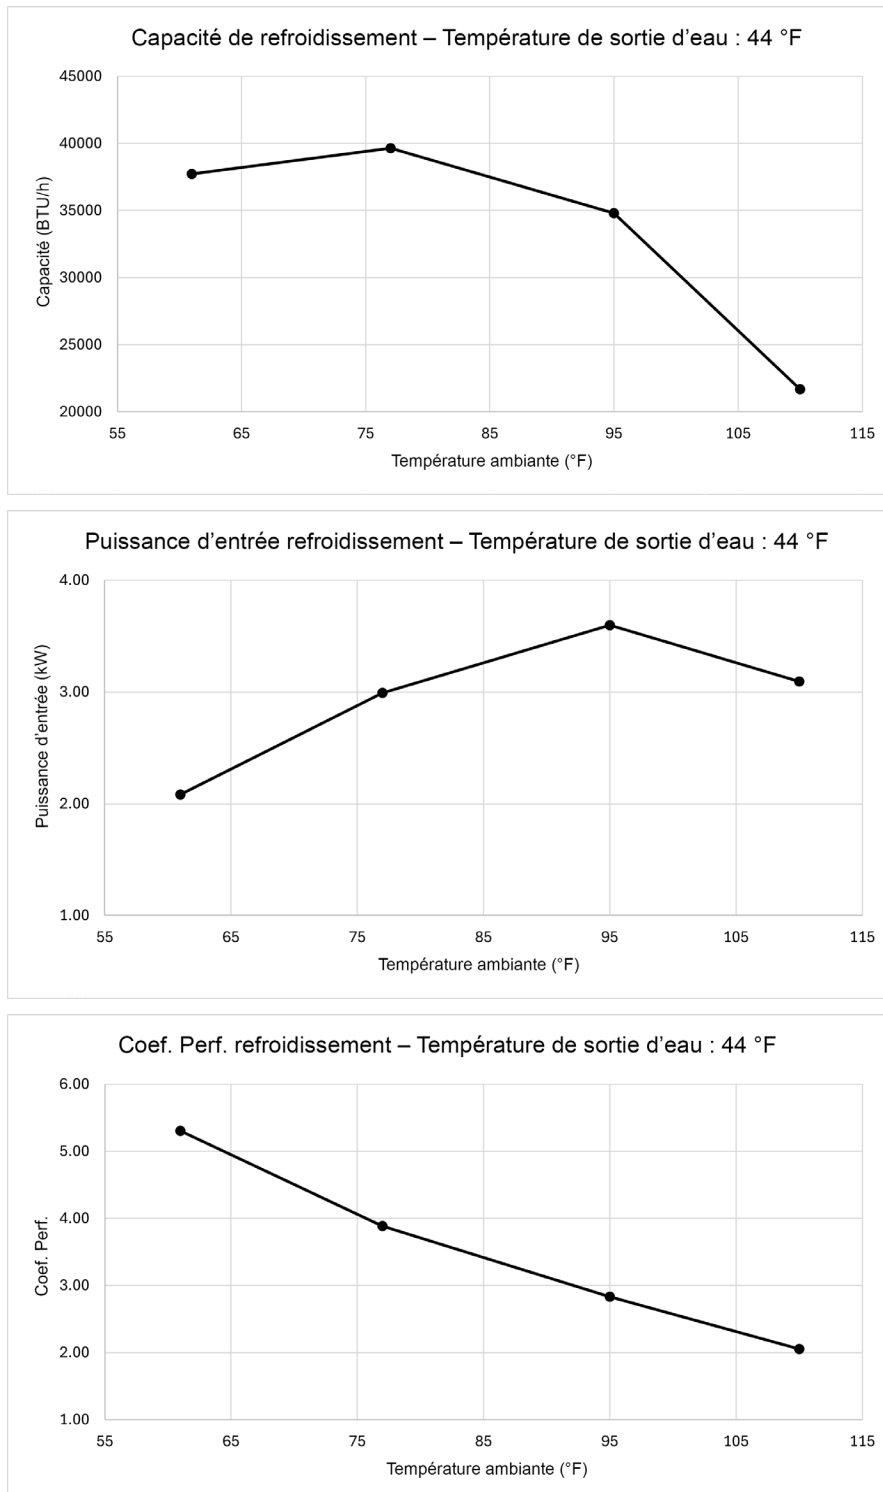 Capacité de refroidissement – Température de sortie d’eau : 44 °F
45000
40000
35000
30000
25000
20000
Capacité (BTU/h)
55 65 75 85 95 105 115
Température ambiante (°F)
Puissance d’entrée refroidissement – Température de sortie d’eau : 44 °F
4.00
3.00
2.00
1.00
Puissance d’entrée (kW)
55 65 75 85 95 105 115
Température ambiante (°F)
Coef. Perf. refroidissement – Température de sortie d’eau : 44 °F
6.00
5.00
4.00
3.00
2.00
1.00
Coef. Perf.
55 65 75 85 95 105 115
Température ambiante (°F)